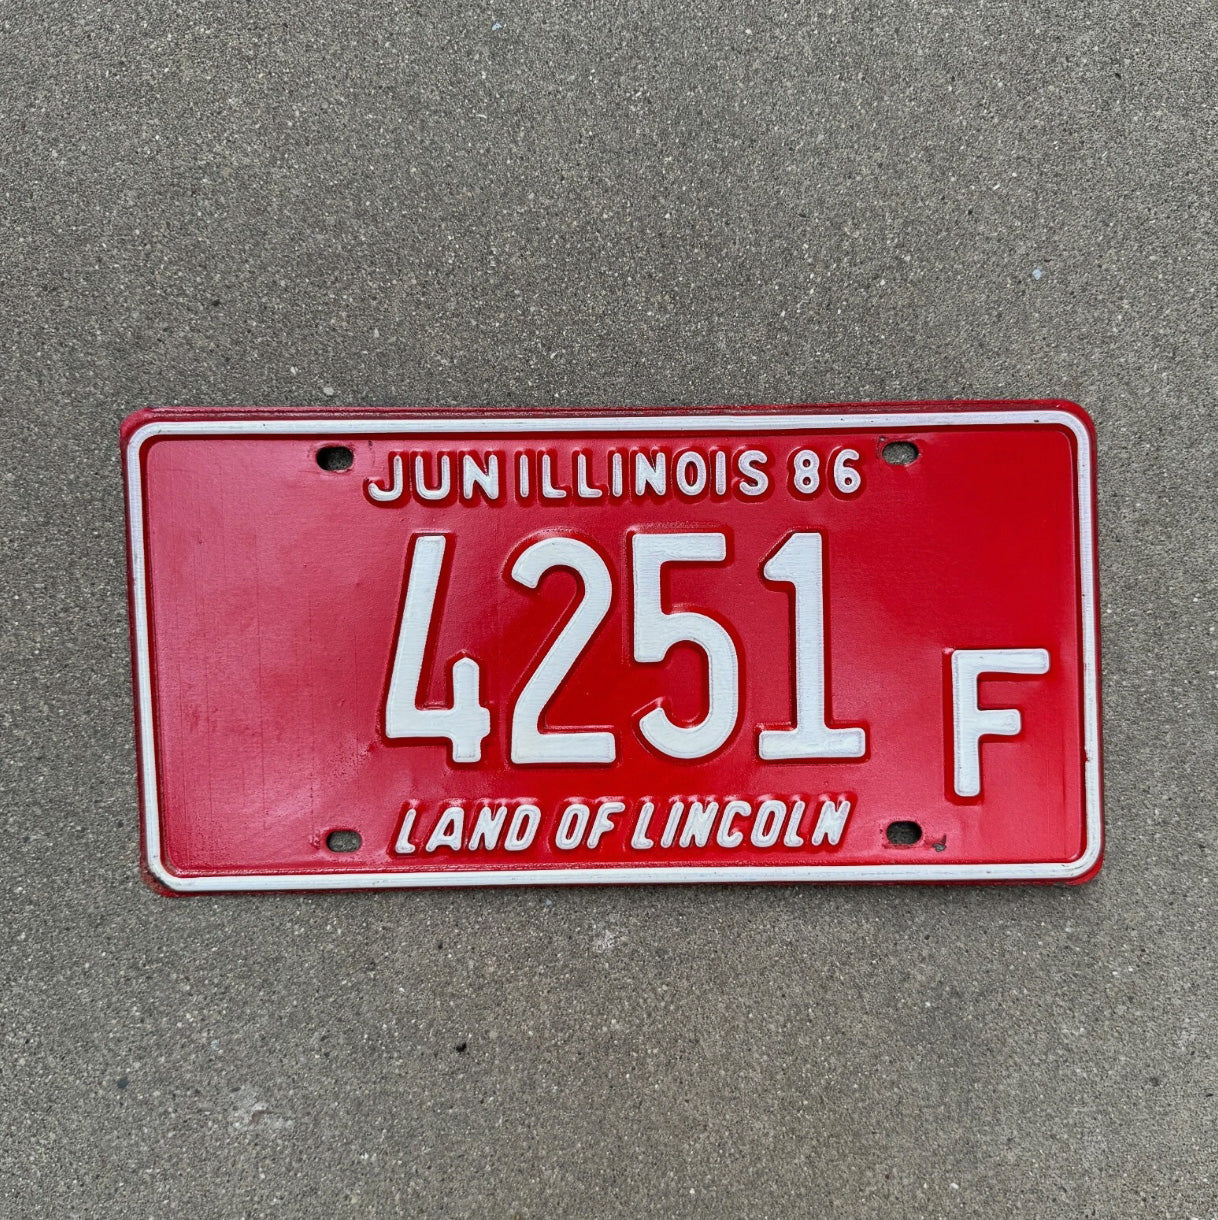 JUN ILLINOIS 86
4251 F
LAND OF LINCOLN